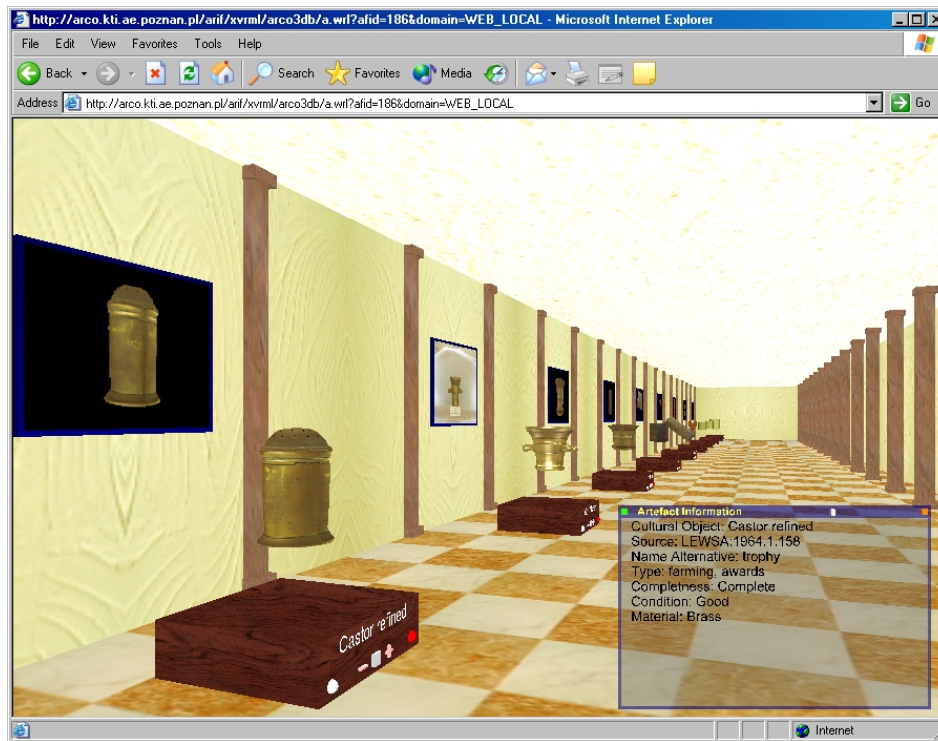 http://arco.kti.ae.poznan.pl/arif/xvrml/arco3db/a.wrl?afid=186&domain=WEB_LOCAL - Microsoft Internet Explorer
File Edit View Favorites Tools Help
Back Search Favorites Media
Address http://arco.kti.ae.poznan.pl/arif/xvrml/arco3db/a.wrl?afid=186&domain=WEB_LOCAL Go
Artefact Information
Cultural Object: Castor refined
Source: LEWSA:1964.1.158
Name Alternative: trophy
Type: farming, awards
Completness: Complete
Condition: Good
Material: Brass
Castor refined
Internet